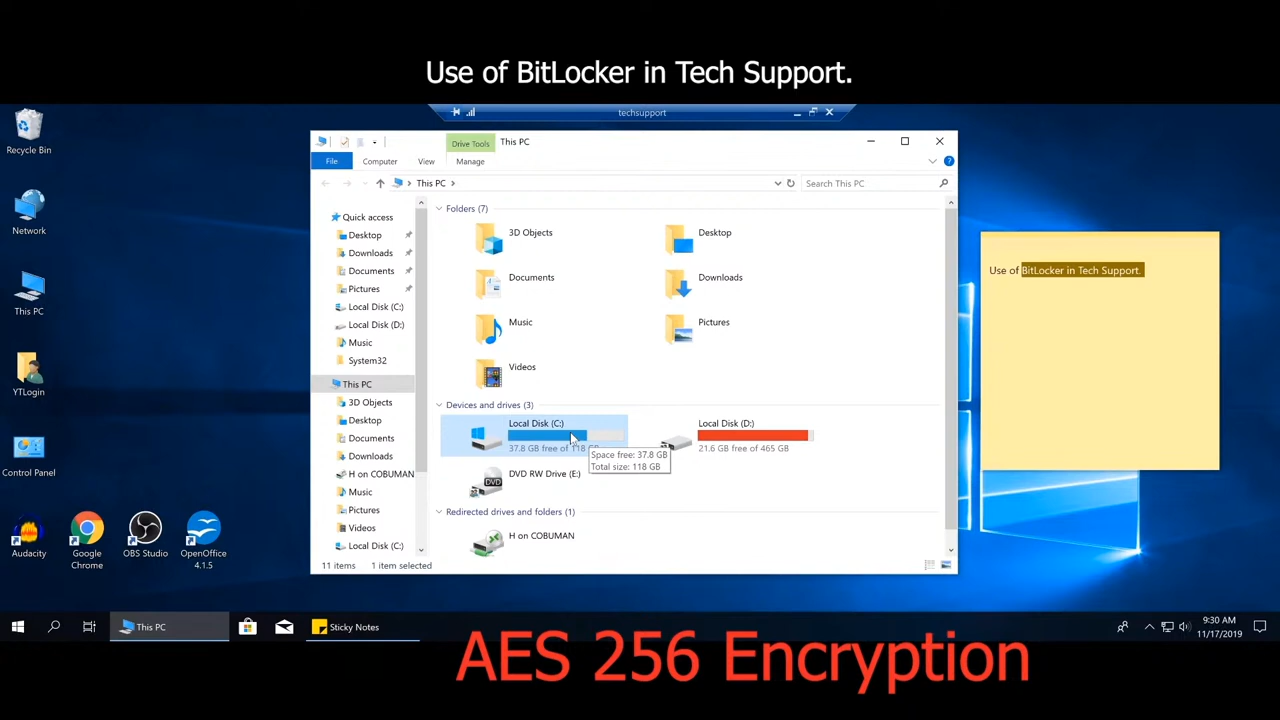 Use of BitLocker in Tech Support.
Recycle Bin
Network
This PC
YTLogin
Control Panel
Audacity
Google
Chrome
OBS Studio
OpenOffice
4.1.5
techsupport
Drive Tools
This PC
File
Computer
View
Manage
This PC
Search This PC
Quick access
Desktop
Downloads
Documents
Pictures
Local Disk (C:)
Local Disk (D:)
Music
System32
This PC
3D Objects
Desktop
Documents
Downloads
H on COBUMAN
Music
Pictures
Videos
Local Disk (C:)
Folders (7)
3D Objects
Desktop
Documents
Downloads
Music
Pictures
Videos
Devices and drives (3)
Local Disk (C:)
37.8 GB free of 118 GB
Space free: 37.8 GB
Total size: 118 GB
Local Disk (D:)
21.6 GB free of 465 GB
DVD RW Drive (E:)
DVD
Redirected drives and folders (1)
H on COBUMAN
11 items
1 item selected
Use of BitLocker in Tech Support.
This PC
Sticky Notes
9:30 AM
11/17/2019
AES 256 Encryption